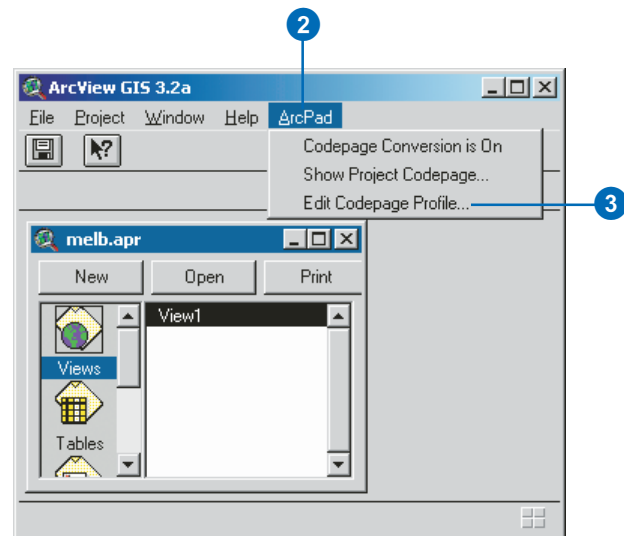 2
ArcView GIS 3.2a
File Project Window Help ArcPad
Codepage Conversion is On
Show Project Codepage...
Edit Codepage Profile...
3
melb.apr
New Open Print
View1
Views
Tables